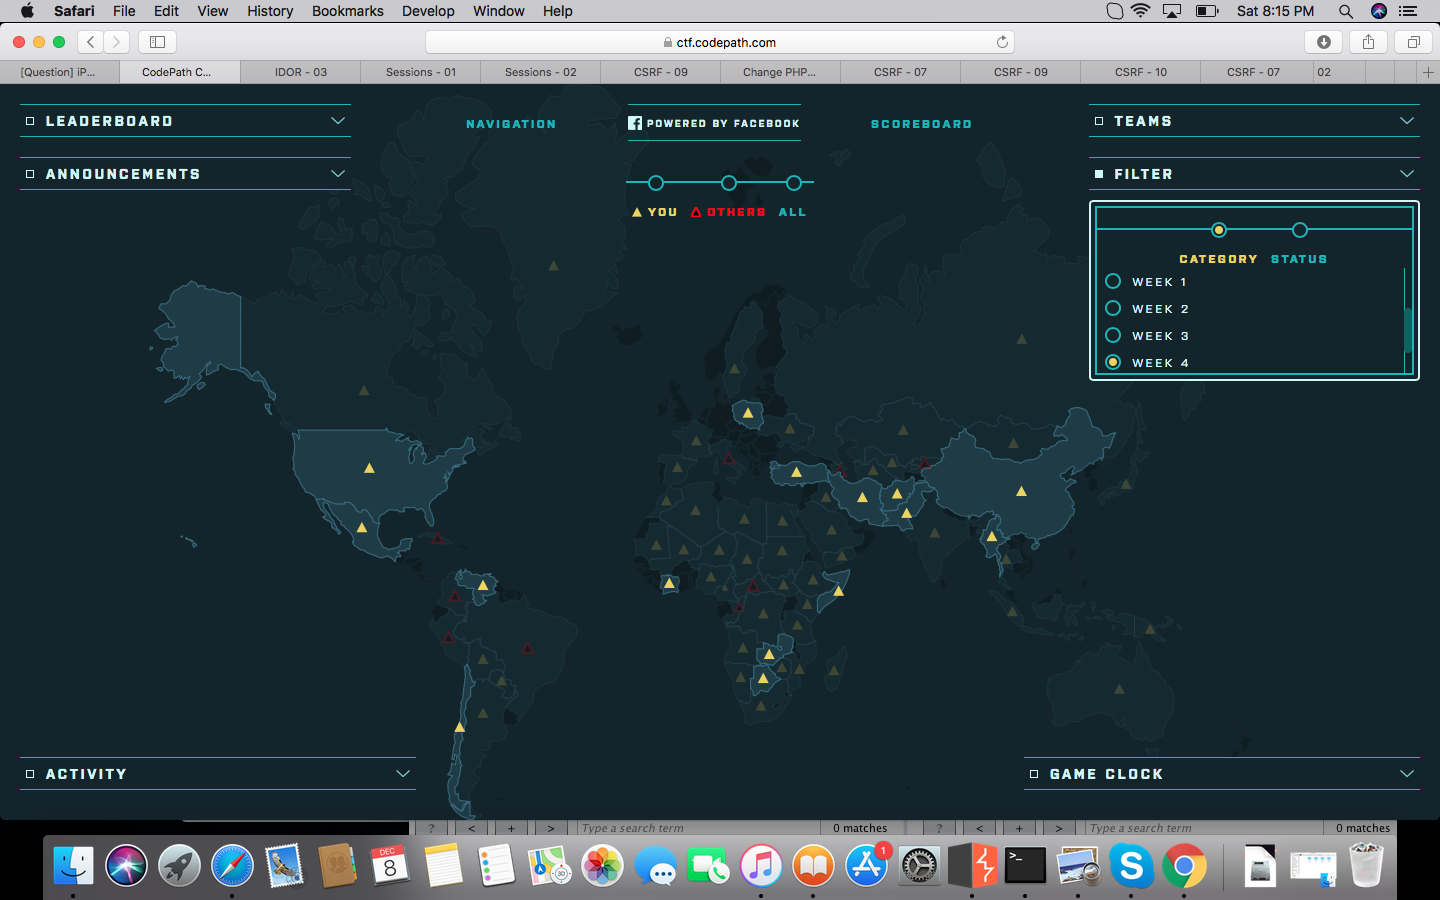 Safari File Edit View History Bookmarks Develop Window Help Sat 8:15 PM
ctf.codepath.com
[Question] iP... CodePath C... IDOR - 03 Sessions - 01 Sessions - 02 CSRF - 09 Change PHP... CSRF - 07 CSRF - 09 CSRF - 10 CSRF - 07 02
LEADERBOARD
NAVIGATION
POWERED BY FACEBOOK
SCOREBOARD
TEAMS
ANNOUNCEMENTS
FILTER
YOU OTHERS ALL
CATEGORY STATUS
WEEK 1
WEEK 2
WEEK 3
WEEK 4
ACTIVITY
GAME CLOCK
? < + > Type a search term 0 matches ? < + > Type a search term 0 matches
DEC
8
3D
1
>_